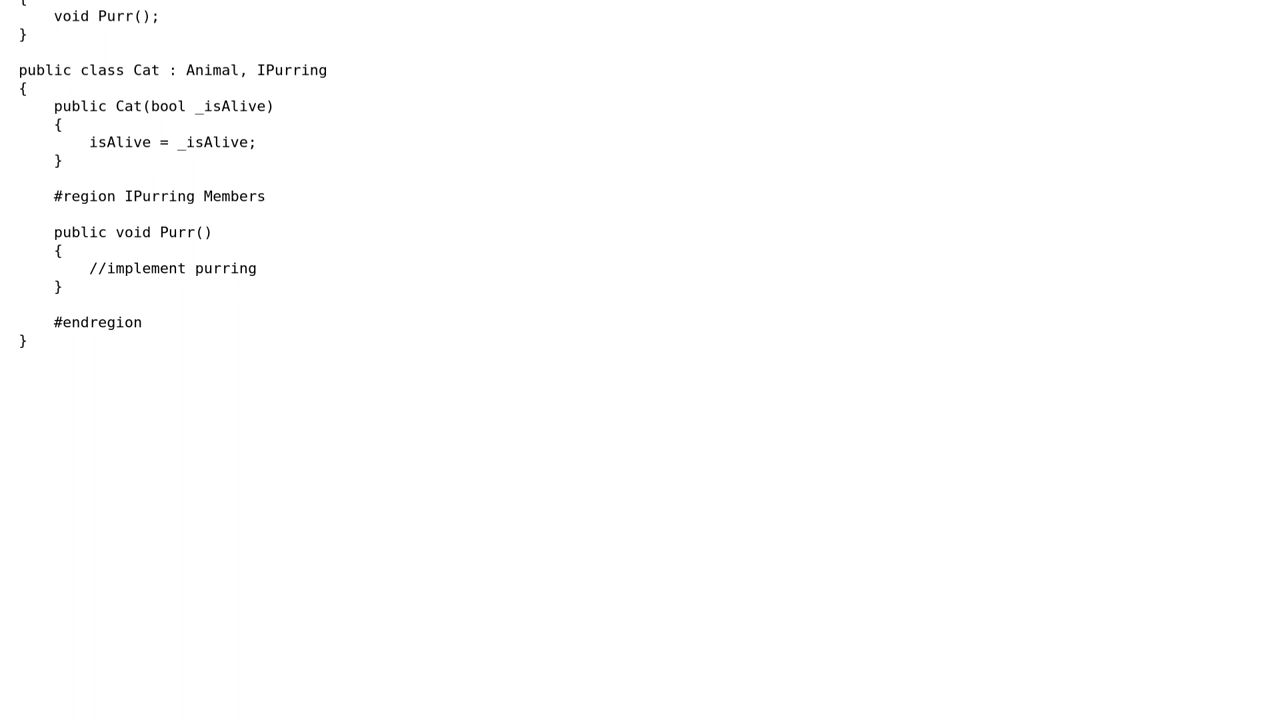 {
    void Purr();
}

public class Cat : Animal, IPurring
{
    public Cat(bool _isAlive)
    {
        isAlive = _isAlive;
    }

    #region IPurring Members

    public void Purr()
    {
        //implement purring
    }

    #endregion
}